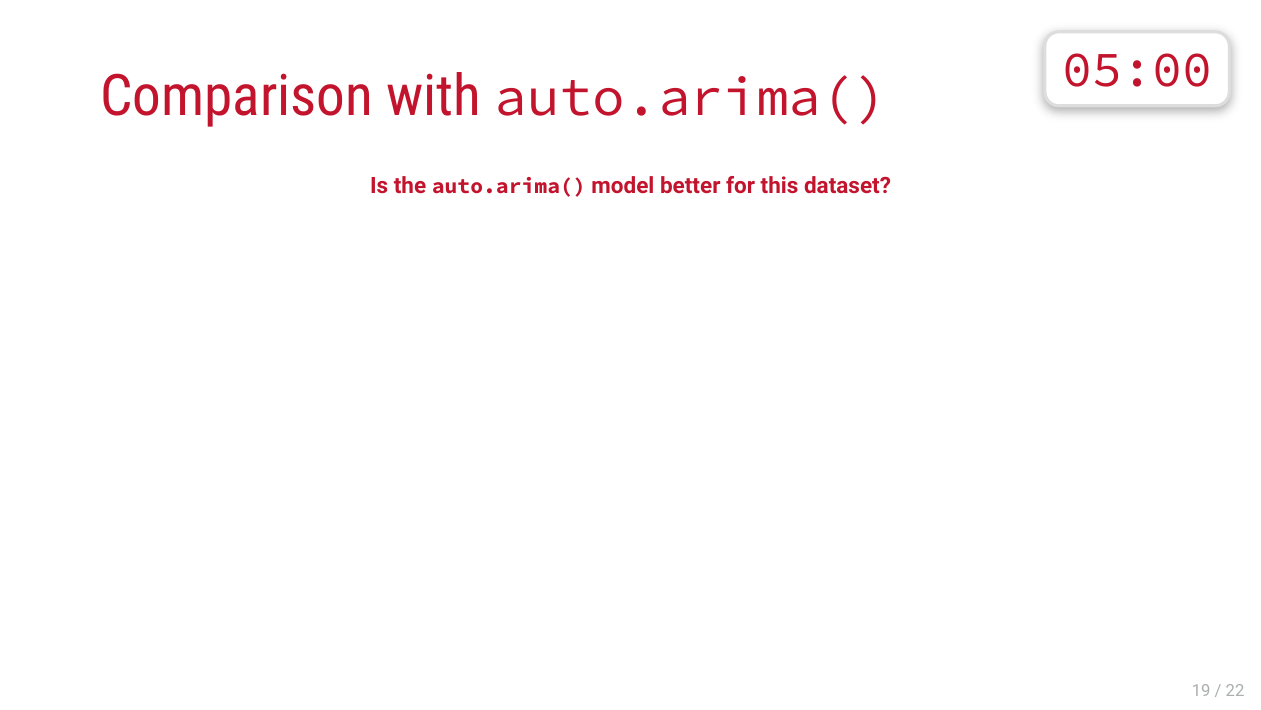 Comparison with auto.arima()
05:00
Is the auto.arima() model better for this dataset?
19 / 22